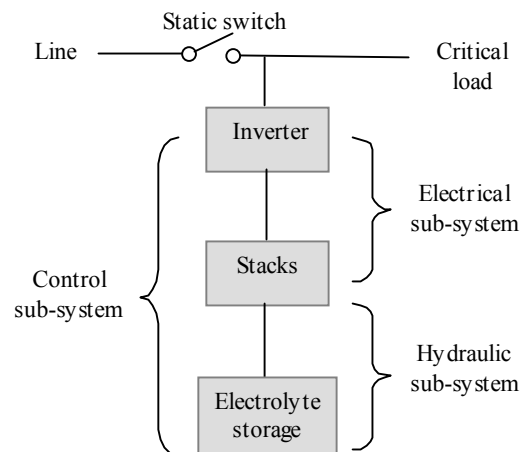 Static switch
Line
Critical
load
Inverter
Electrical
sub-system
Stacks
Control
sub-system
Hydraulic
sub-system
Electrolyte
storage